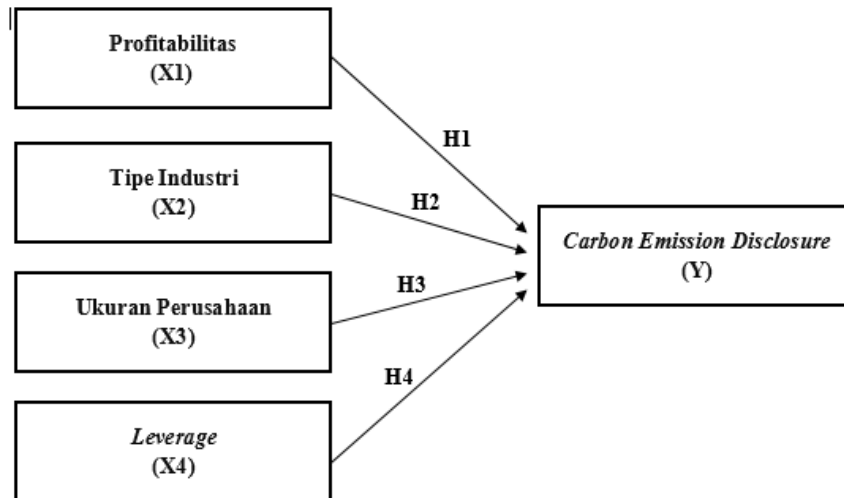 Profitabilitas
(X1)
H1
Tipe Industri
(X2)
H2
Carbon Emission Disclosure
(Y)
Ukuran Perusahaan
(X3)
H3
H4
Leverage
(X4)